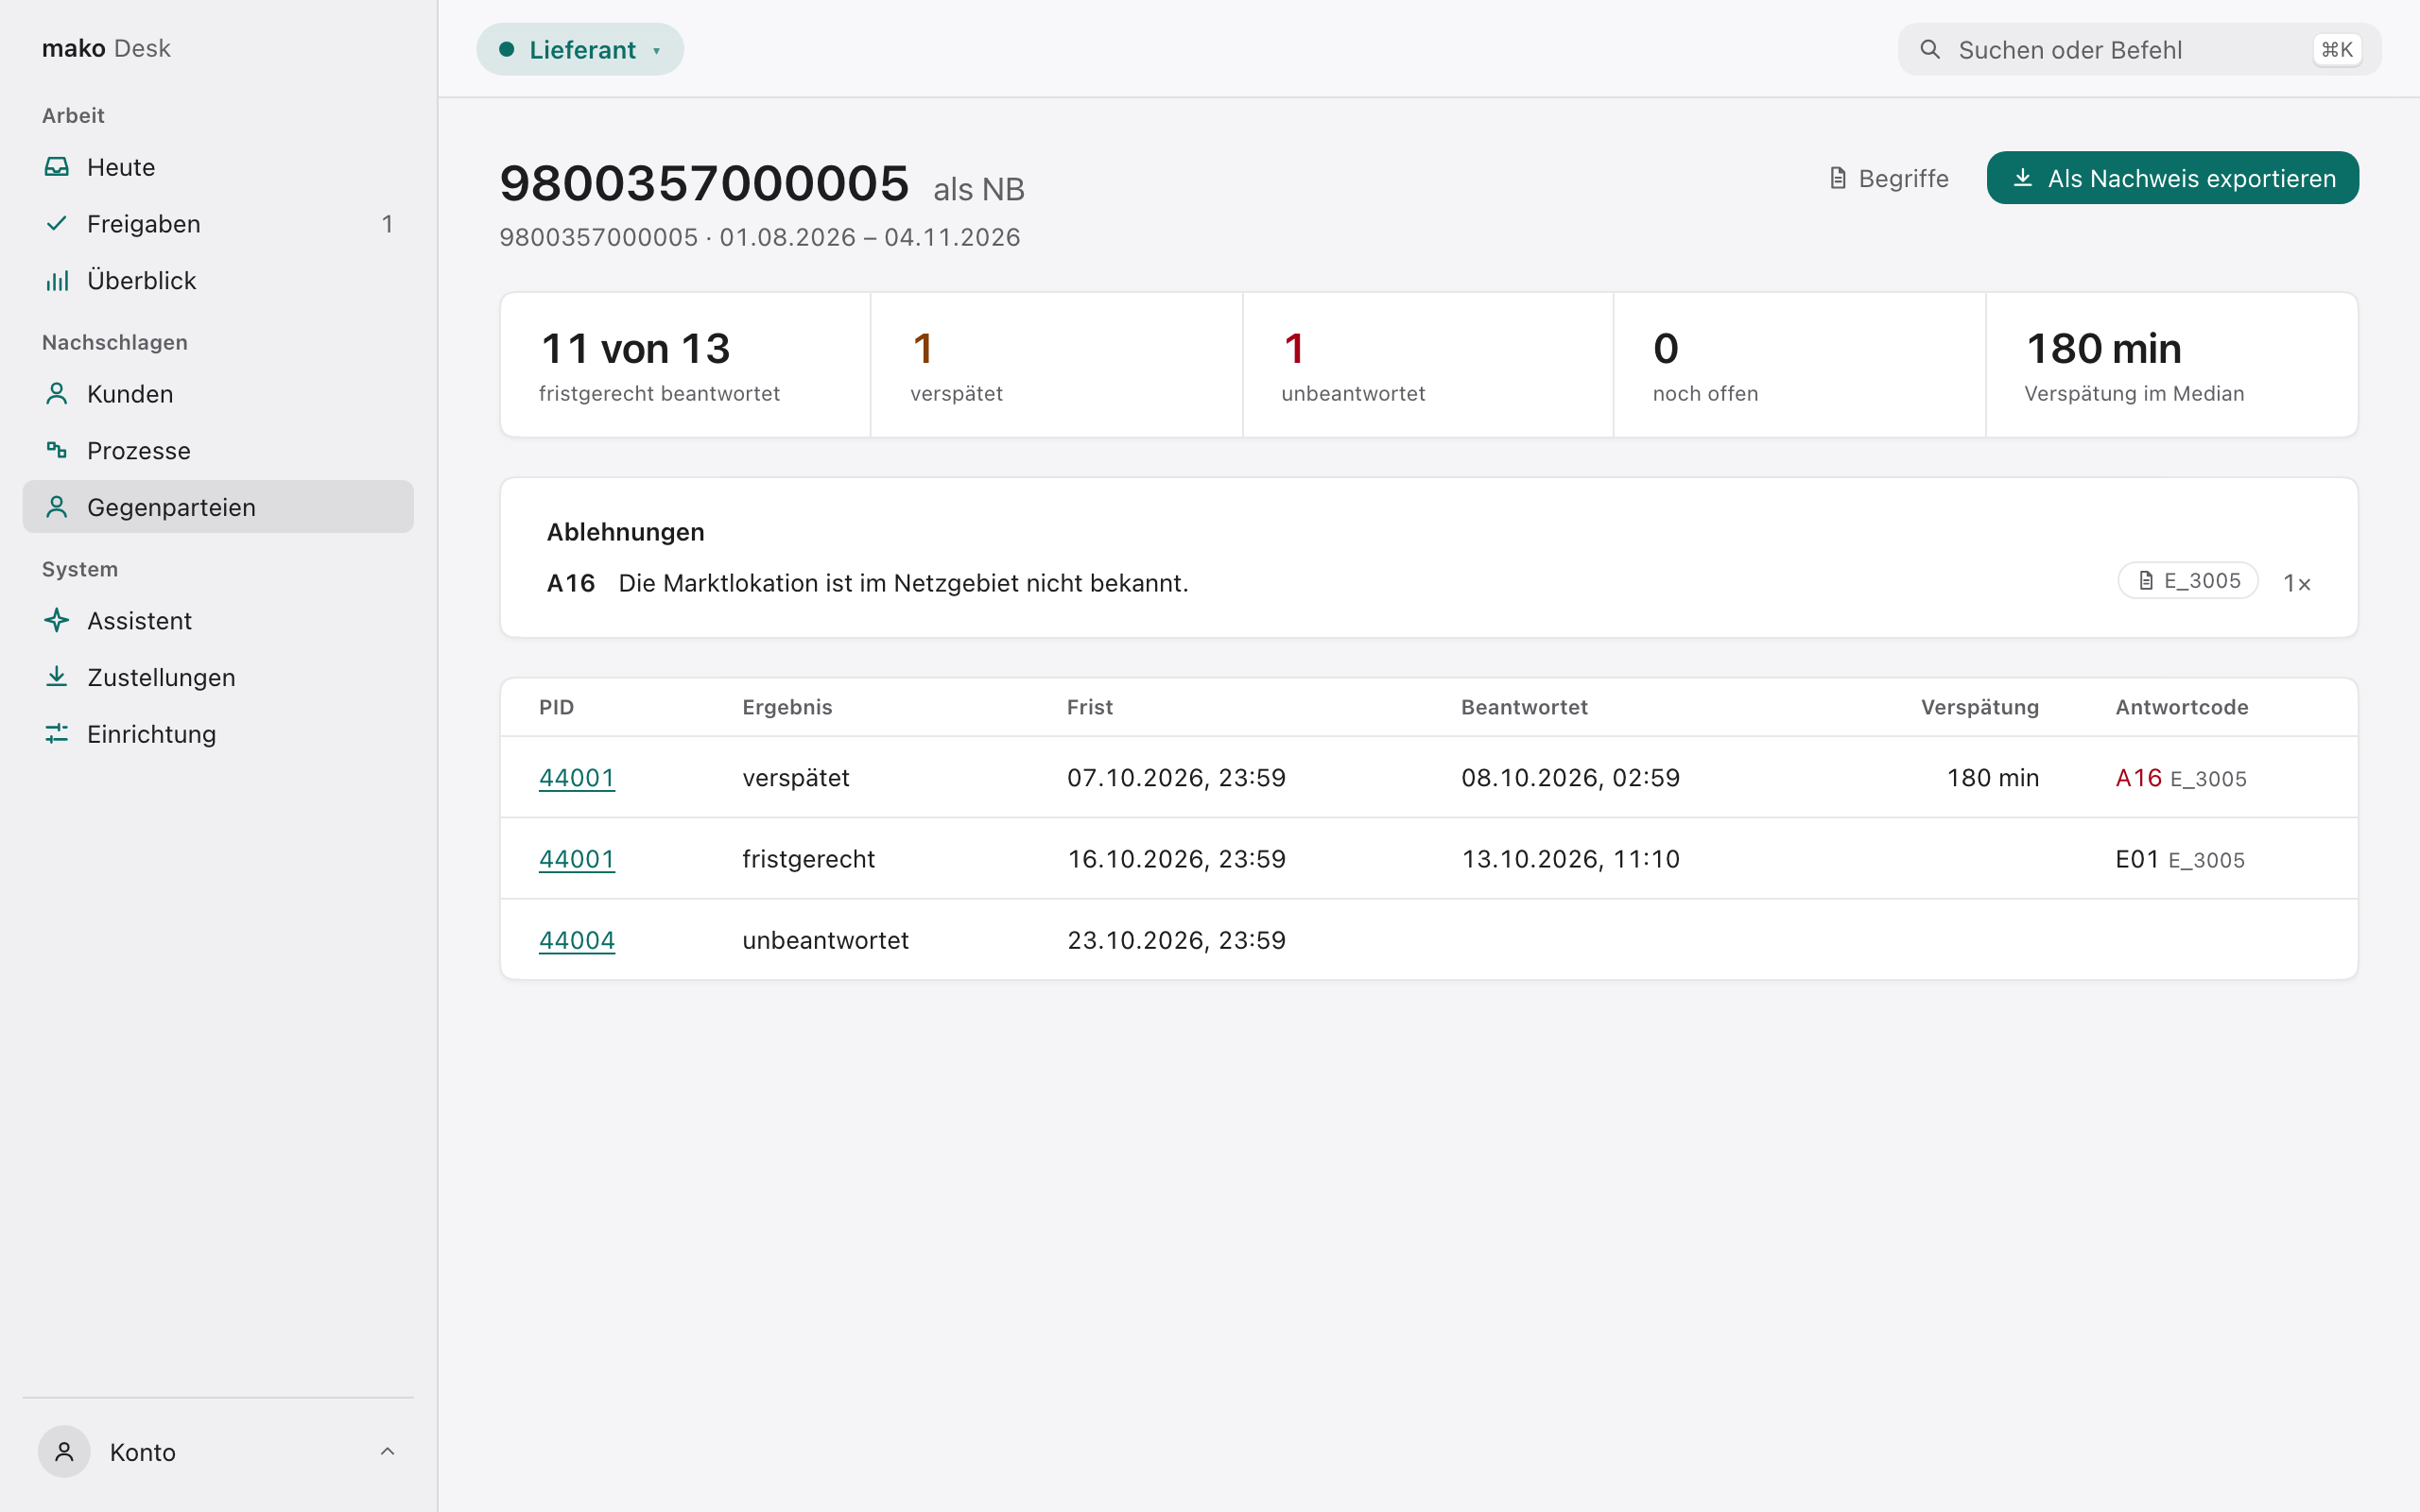 mako Desk
Arbeit
Heute
Freigaben 1
Überblick
Nachschlagen
Kunden
Prozesse
Gegenparteien
System
Assistent
Zustellungen
Einrichtung
Konto
Lieferant
Suchen oder Befehl ⌘K
9800357000005 als NB
9800357000005 · 01.08.2026 – 04.11.2026
Begriffe
Als Nachweis exportieren
11 von 13
fristgerecht beantwortet
1
verspätet
1
unbeantwortet
0
noch offen
180 min
Verspätung im Median
Ablehnungen
A16 Die Marktlokation ist im Netzgebiet nicht bekannt. E_3005 1×
PID Ergebnis Frist Beantwortet Verspätung Antwortcode
44001 verspätet 07.10.2026, 23:59 08.10.2026, 02:59 180 min A16 E_3005
44001 fristgerecht 16.10.2026, 23:59 13.10.2026, 11:10 E01 E_3005
44004 unbeantwortet 23.10.2026, 23:59